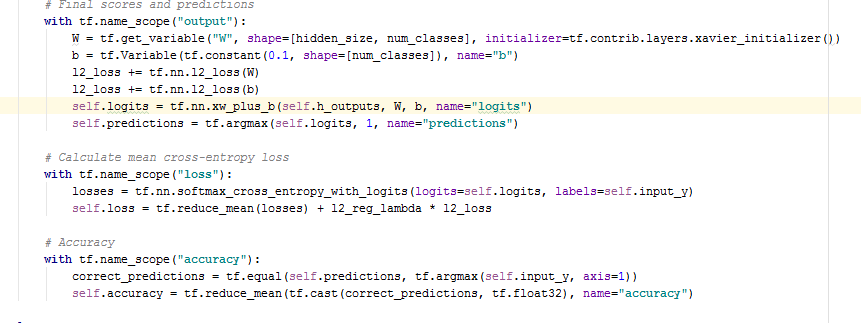 # Final scores and predictions
with tf.name_scope("output"):
    W = tf.get_variable("W", shape=[hidden_size, num_classes], initializer=tf.contrib.layers.xavier_initializer())
    b = tf.Variable(tf.constant(0.1, shape=[num_classes]), name="b")
    l2_loss += tf.nn.l2_loss(W)
    l2_loss += tf.nn.l2_loss(b)
    self.logits = tf.nn.xw_plus_b(self.h_outputs, W, b, name="logits")
    self.predictions = tf.argmax(self.logits, 1, name="predictions")

# Calculate mean cross-entropy loss
with tf.name_scope("loss"):
    losses = tf.nn.softmax_cross_entropy_with_logits(logits=self.logits, labels=self.input_y)
    self.loss = tf.reduce_mean(losses) + l2_reg_lambda * l2_loss

# Accuracy
with tf.name_scope("accuracy"):
    correct_predictions = tf.equal(self.predictions, tf.argmax(self.input_y, axis=1))
    self.accuracy = tf.reduce_mean(tf.cast(correct_predictions, tf.float32), name="accuracy")